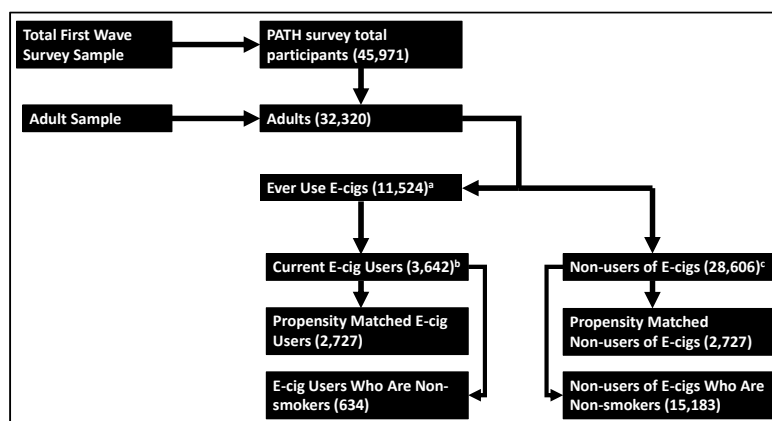 Total First Wave
Survey Sample
PATH survey total
participants (45,971)
Adult Sample
Adults (32,320)
Ever Use E-cigs (11,524)a
Current E-cig Users (3,642)b
Non-users of E-cigs (28,606)c
Propensity Matched E-cig
Users (2,727)
Propensity Matched
Non-users of E-cigs (2,727)
E-cig Users Who Are Non-
smokers (634)
Non-users of E-cigs Who Are
Non-smokers (15,183)